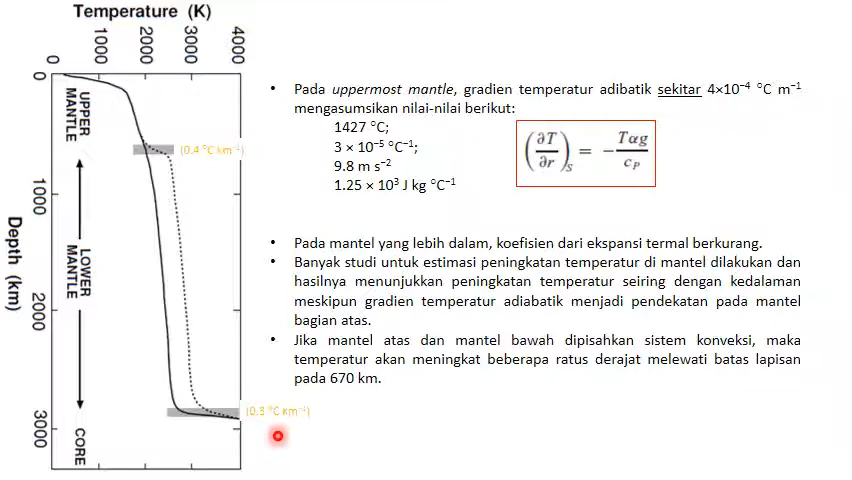 Temperature (K)
0 1000 2000 3000 4000
0
1000
2000
3000
Depth (km)
UPPER
MANTLE
LOWER
MANTLE
CORE
(0.4 °C km⁻¹)
(0.3 °C km⁻¹)
• Pada uppermost mantle, gradien temperatur adibatik sekitar 4×10⁻⁴ °C m⁻¹
mengasumsikan nilai-nilai berikut:
1427 °C;
3 × 10⁻⁵ °C⁻¹;
9.8 m s⁻²
1.25 × 10³ J kg °C⁻¹
(∂T/∂r)_S = − Tαg/c_P
• Pada mantel yang lebih dalam, koefisien dari ekspansi termal berkurang.
• Banyak studi untuk estimasi peningkatan temperatur di mantel dilakukan dan
hasilnya menunjukkan peningkatan temperatur seiring dengan kedalaman
meskipun gradien temperatur adiabatik menjadi pendekatan pada mantel
bagian atas.
• Jika mantel atas dan mantel bawah dipisahkan sistem konveksi, maka
temperatur akan meningkat beberapa ratus derajat melewati batas lapisan
pada 670 km.